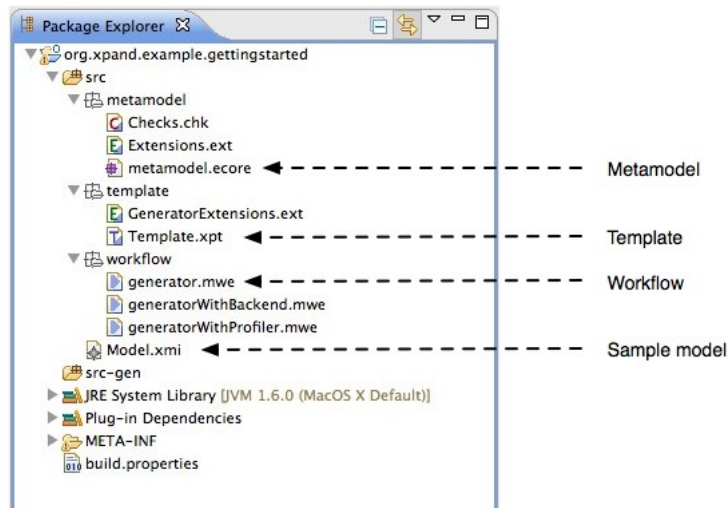 Package Explorer
org.xpand.example.gettingstarted
src
metamodel
Checks.chk
Extensions.ext
metamodel.ecore
Metamodel
template
GeneratorExtensions.ext
Template.xpt
Template
workflow
generator.mwe
Workflow
generatorWithBackend.mwe
generatorWithProfiler.mwe
Model.xmi
Sample model
src-gen
JRE System Library [JVM 1.6.0 (MacOS X Default)]
Plug-in Dependencies
META-INF
build.properties